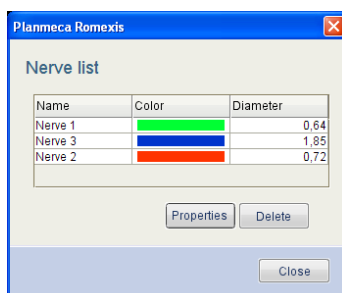 Planmeca Romexis
Nerve list
Name Color Diameter
Nerve 1 0,64
Nerve 3 1,85
Nerve 2 0,72
Properties Delete
Close